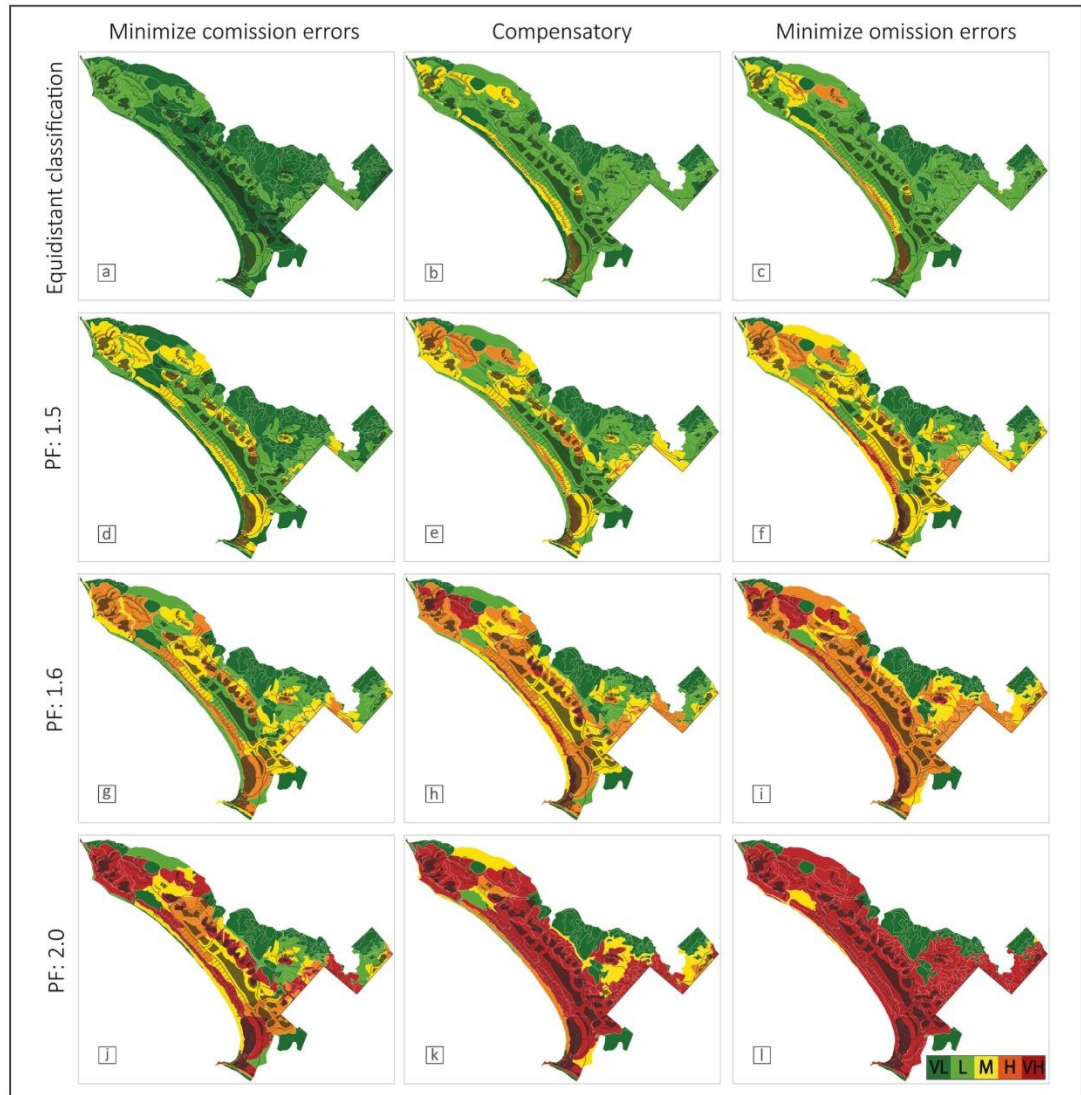 Minimize comission errors
Compensatory
Minimize omission errors
Equidistant classification
a
b
c
PF: 1.5
d
e
f
PF: 1.6
g
h
i
PF: 2.0
j
k
l
VL L M H VH